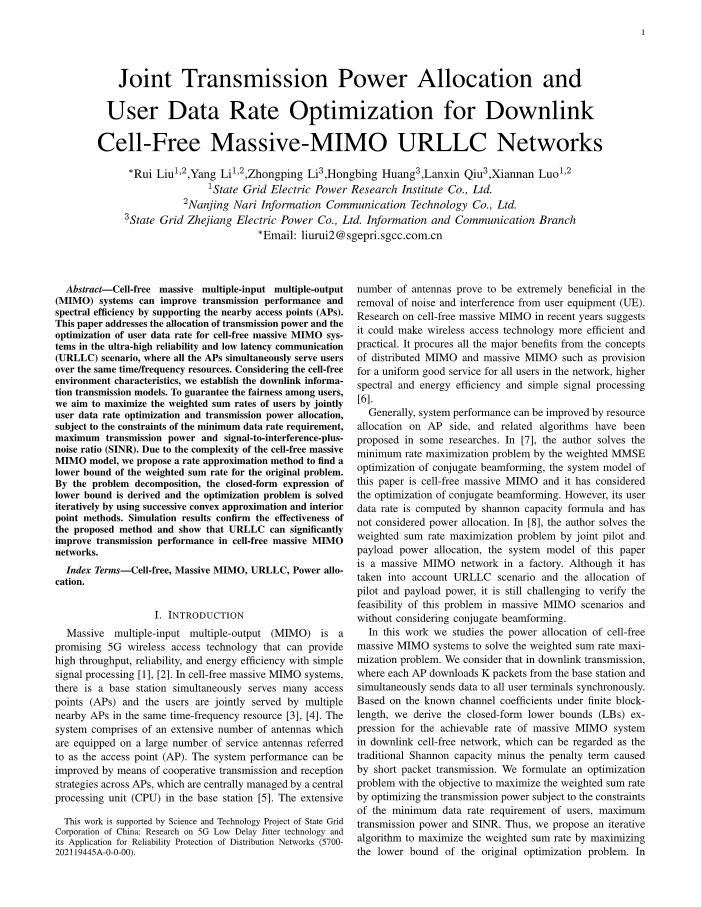 1
Joint Transmission Power Allocation and
User Data Rate Optimization for Downlink
Cell-Free Massive-MIMO URLLC Networks
*Rui Liu1,2,Yang Li1,2,Zhongping Li3,Hongbing Huang3,Lanxin Qiu3,Xiannan Luo1,2
1State Grid Electric Power Research Institute Co., Ltd.
2Nanjing Nari Information Communication Technology Co., Ltd.
3State Grid Zhejiang Electric Power Co., Ltd. Information and Communication Branch
*Email: liurui2@sgepri.sgcc.com.cn
Abstract—Cell-free massive multiple-input multiple-output
(MIMO) systems can improve transmission performance and
spectral efficiency by supporting the nearby access points (APs).
This paper addresses the allocation of transmission power and the
optimization of user data rate for cell-free massive MIMO sys-
tems in the ultra-high reliability and low latency communication
(URLLC) scenario, where all the APs simultaneously serve users
over the same time/frequency resources. Considering the cell-free
environment characteristics, we establish the downlink informa-
tion transmission models. To guarantee the fairness among users,
we aim to maximize the weighted sum rates of users by jointly
user data rate optimization and transmission power allocation,
subject to the constraints of the minimum data rate requirement,
maximum transmission power and signal-to-interference-plus-
noise ratio (SINR). Due to the complexity of the cell-free massive
MIMO model, we propose a rate approximation method to find a
lower bound of the weighted sum rate for the original problem.
By the problem decomposition, the closed-form expression of
lower bound is derived and the optimization problem is solved
iteratively by using successive convex approximation and interior
point methods. Simulation results confirm the effectiveness of
the proposed method and show that URLLC can significantly
improve transmission performance in cell-free massive MIMO
networks.
Index Terms—Cell-free, Massive MIMO, URLLC, Power allo-
cation.
I. INTRODUCTION
Massive multiple-input multiple-output (MIMO) is a
promising 5G wireless access technology that can provide
high throughput, reliability, and energy efficiency with simple
signal processing [1], [2]. In cell-free massive MIMO systems,
there is a base station simultaneously serves many access
points (APs) and the users are jointly served by multiple
nearby APs in the same time-frequency resource [3], [4]. The
system comprises of an extensive number of antennas which
are equipped on a large number of service antennas referred
to as the access point (AP). The system performance can be
improved by means of cooperative transmission and reception
strategies across APs, which are centrally managed by a central
processing unit (CPU) in the base station [5]. The extensive
This work is supported by Science and Technology Project of State Grid
Corporation of China: Research on 5G Low Delay Jitter technology and
its Application for Reliability Protection of Distribution Networks (5700-
202119445A-0-0-00).
number of antennas prove to be extremely beneficial in the
removal of noise and interference from user equipment (UE).
Research on cell-free massive MIMO in recent years suggests
it could make wireless access technology more efficient and
practical. It procures all the major benefits from the concepts
of distributed MIMO and massive MIMO such as provision
for a uniform good service for all users in the network, higher
spectral and energy efficiency and simple signal processing
[6].
Generally, system performance can be improved by resource
allocation on AP side, and related algorithms have been
proposed in some researches. In [7], the author solves the
minimum rate maximization problem by the weighted MMSE
optimization of conjugate beamforming, the system model of
this paper is cell-free massive MIMO and it has considered
the optimization of conjugate beamforming. However, its user
data rate is computed by shannon capacity formula and has
not considered power allocation. In [8], the author solves the
weighted sum rate maximization problem by joint pilot and
payload power allocation, the system model of this paper
is a massive MIMO network in a factory. Although it has
taken into account URLLC scenario and the allocation of
pilot and payload power, it is still challenging to verify the
feasibility of this problem in massive MIMO scenarios and
without considering conjugate beamforming.
In this work we studies the power allocation of cell-free
massive MIMO systems to solve the weighted sum rate maxi-
mization problem. We consider that in downlink transmission,
where each AP downloads K packets from the base station and
simultaneously sends data to all user terminals synchronously.
Based on the known channel coefficients under finite block-
length, we derive the closed-form lower bounds (LBs) ex-
pression for the achievable rate of massive MIMO system
in downlink cell-free network, which can be regarded as the
traditional Shannon capacity minus the penalty term caused
by short packet transmission. We formulate an optimization
problem with the objective to maximize the weighted sum rate
by optimizing the transmission power subject to the constraints
of the minimum data rate requirement of users, maximum
transmission power and SINR. Thus, we propose an iterative
algorithm to maximize the weighted sum rate by maximizing
the lower bound of the original optimization problem. In